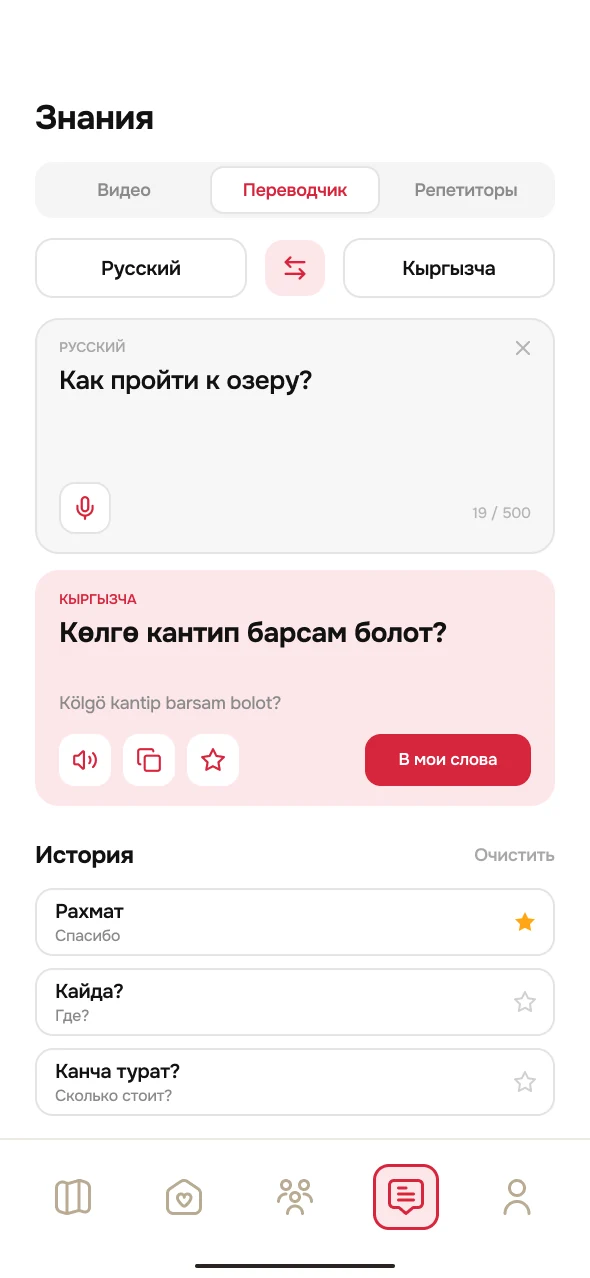 Знания
Видео
Переводчик
Репетиторы
Русский
Кыргызча
РУССКИЙ
Как пройти к озеру?
19 / 500
КЫРГЫЗЧА
Көлгө кантип барсам болот?
Kölgö kantip barsam bolot?
В мои слова
История
Очистить
Рахмат
Спасибо
Кайда?
Где?
Канча турат?
Сколько стоит?